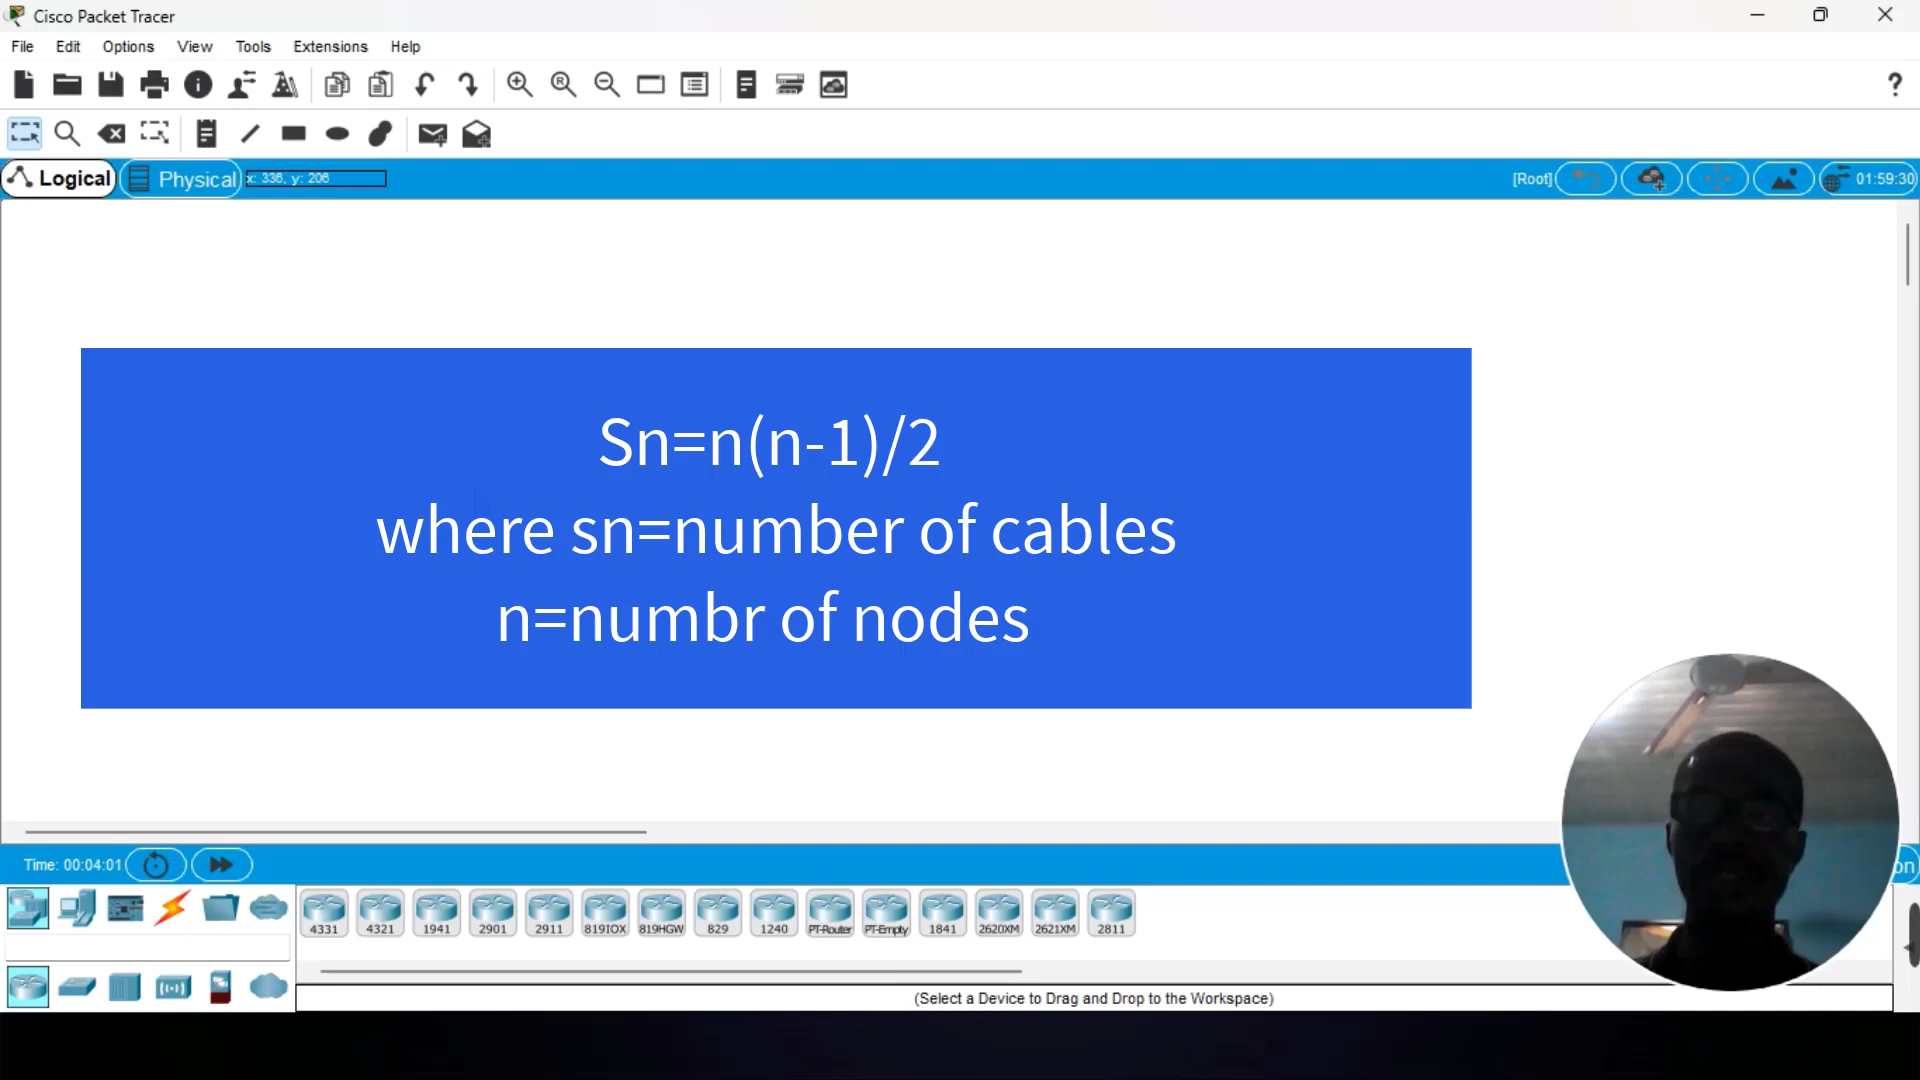 Cisco Packet Tracer
File Edit Options View Tools Extensions Help
Logical Physical x: 336, y: 206 [Root] 01:59:30
Sn=n(n-1)/2
where sn=number of cables
n=numbr of nodes
Time: 00:04:01 on
4331 4321 1941 2901 2911 819IOX 819HGW 829 1240 PT-Router PT-Empty 1841 2620XM 2621XM 2811
(Select a Device to Drag and Drop to the Workspace)